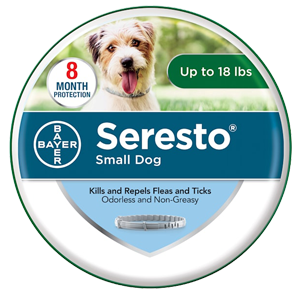 8
MONTH
PROTECTION
Up to 18 lbs
BAYER
BAYER
Seresto®
Small Dog
Kills and Repels Fleas and Ticks
Odorless and Non-Greasy